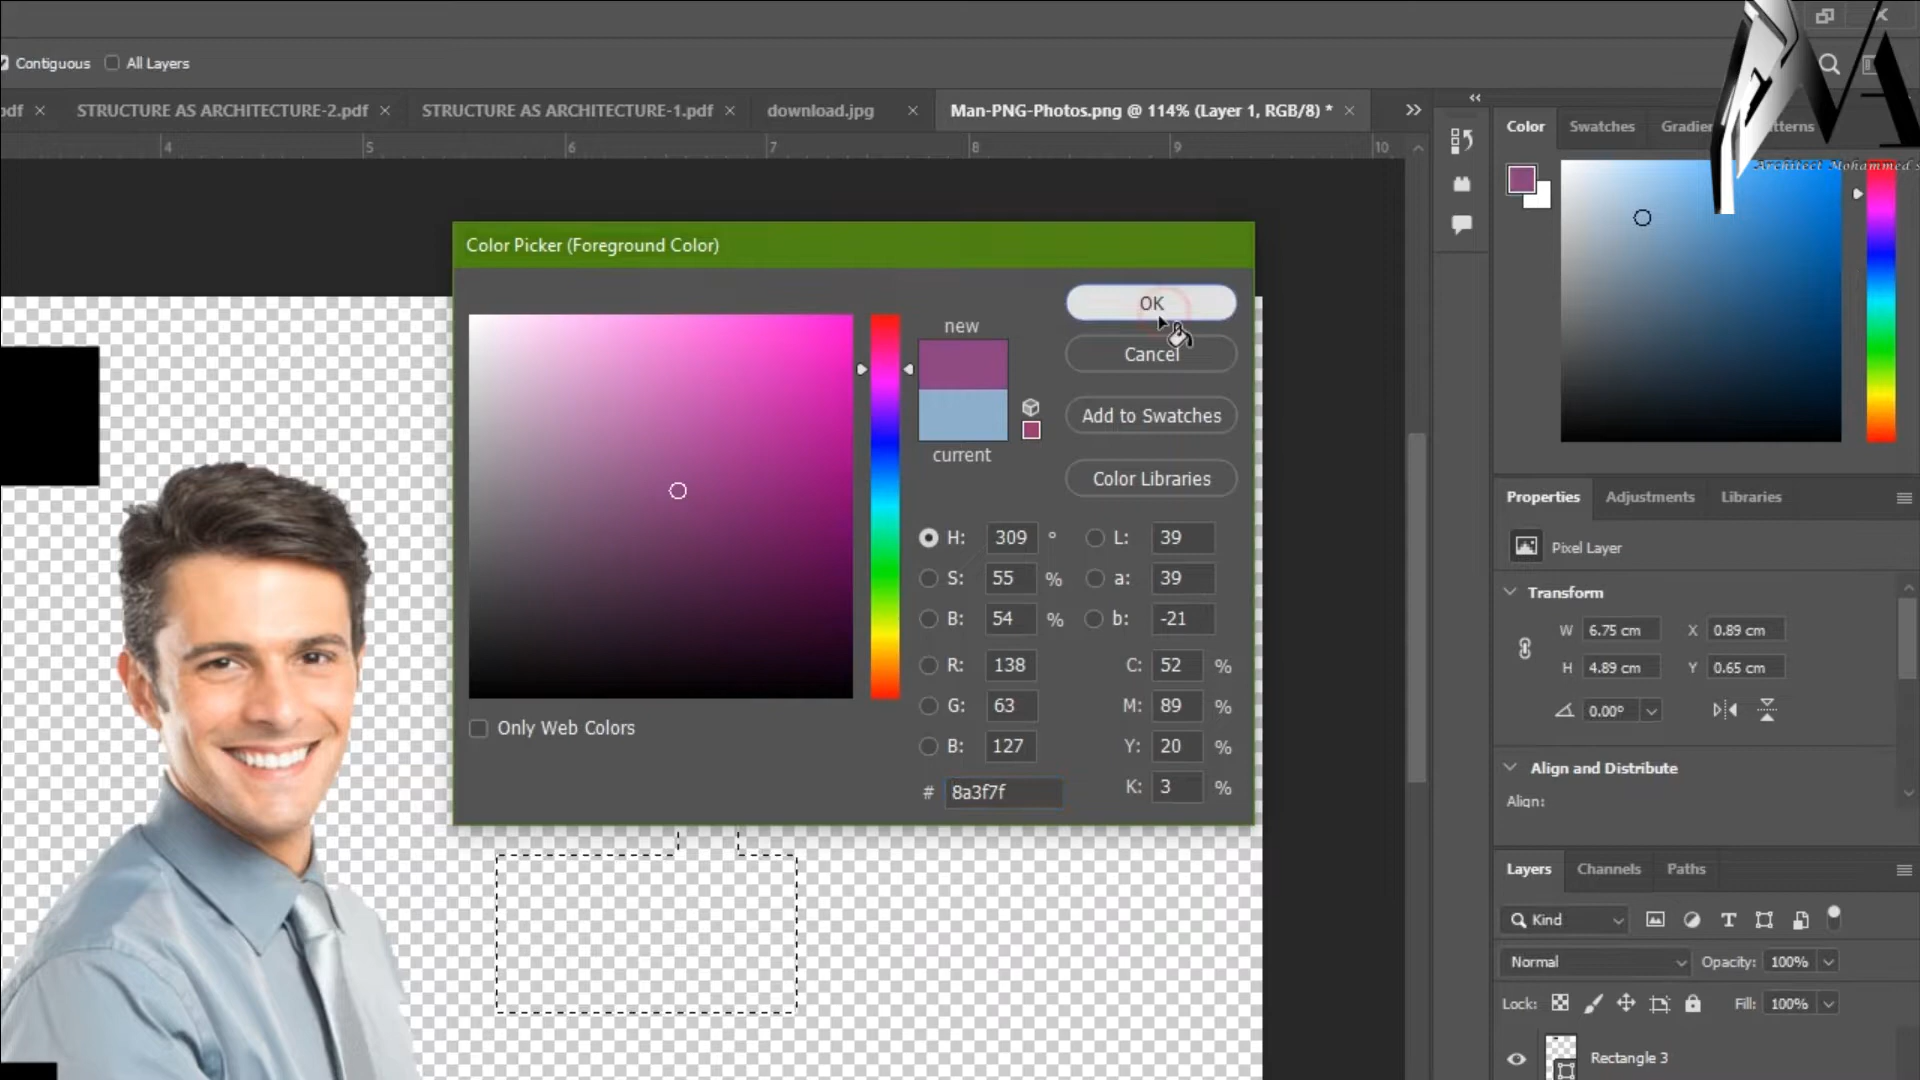 Contiguous All Layers
STRUCTURE AS ARCHITECTURE-2.pdf × STRUCTURE AS ARCHITECTURE-1.pdf × download.jpg × Man-PNG-Photos.png @ 114% (Layer 1, RGB/8) * ×
4 5 6 7 8 9 10
Color Picker (Foreground Color)
new
current
OK
Cancel
Add to Swatches
Color Libraries
H: 309 ° L: 39
S: 55 % a: 39
B: 54 % b: -21
R: 138 C: 52 %
G: 63 M: 89 %
B: 127 Y: 20 %
# 8a3f7f K: 3 %
Only Web Colors
Color Swatches
Architect Mohammed's
Properties Adjustments Libraries
Pixel Layer
Transform
W 6.75 cm X 0.89 cm
H 4.89 cm Y 0.65 cm
0.00°
Align and Distribute
Align:
Layers Channels Paths
Kind
Normal Opacity: 100%
Lock: Fill: 100%
Rectangle 3